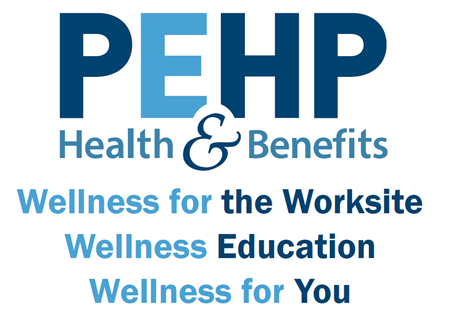 PEHP
Health & Benefits
Wellness for the Worksite
Wellness Education
Wellness for You